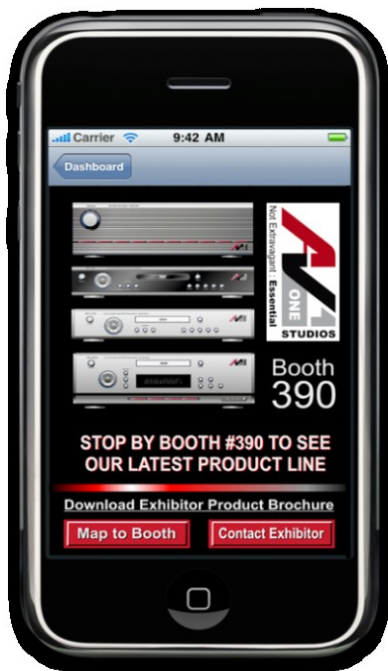 Carrier 9:42 AM
Dashboard
Not Extravagant : Essential
AV
ONE
STUDIOS
Booth
390
STOP BY BOOTH #390 TO SEE
OUR LATEST PRODUCT LINE
Download Exhibitor Product Brochure
Map to Booth
Contact Exhibitor